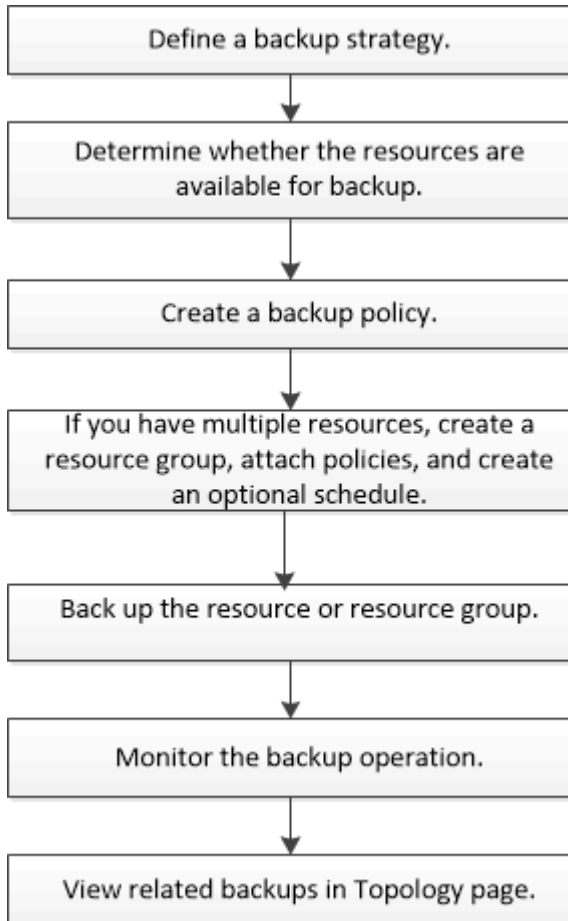 Define a backup strategy.
Determine whether the resources are
available for backup.
Create a backup policy.
If you have multiple resources, create a
resource group, attach policies, and create
an optional schedule.
Back up the resource or resource group.
Monitor the backup operation.
View related backups in Topology page.